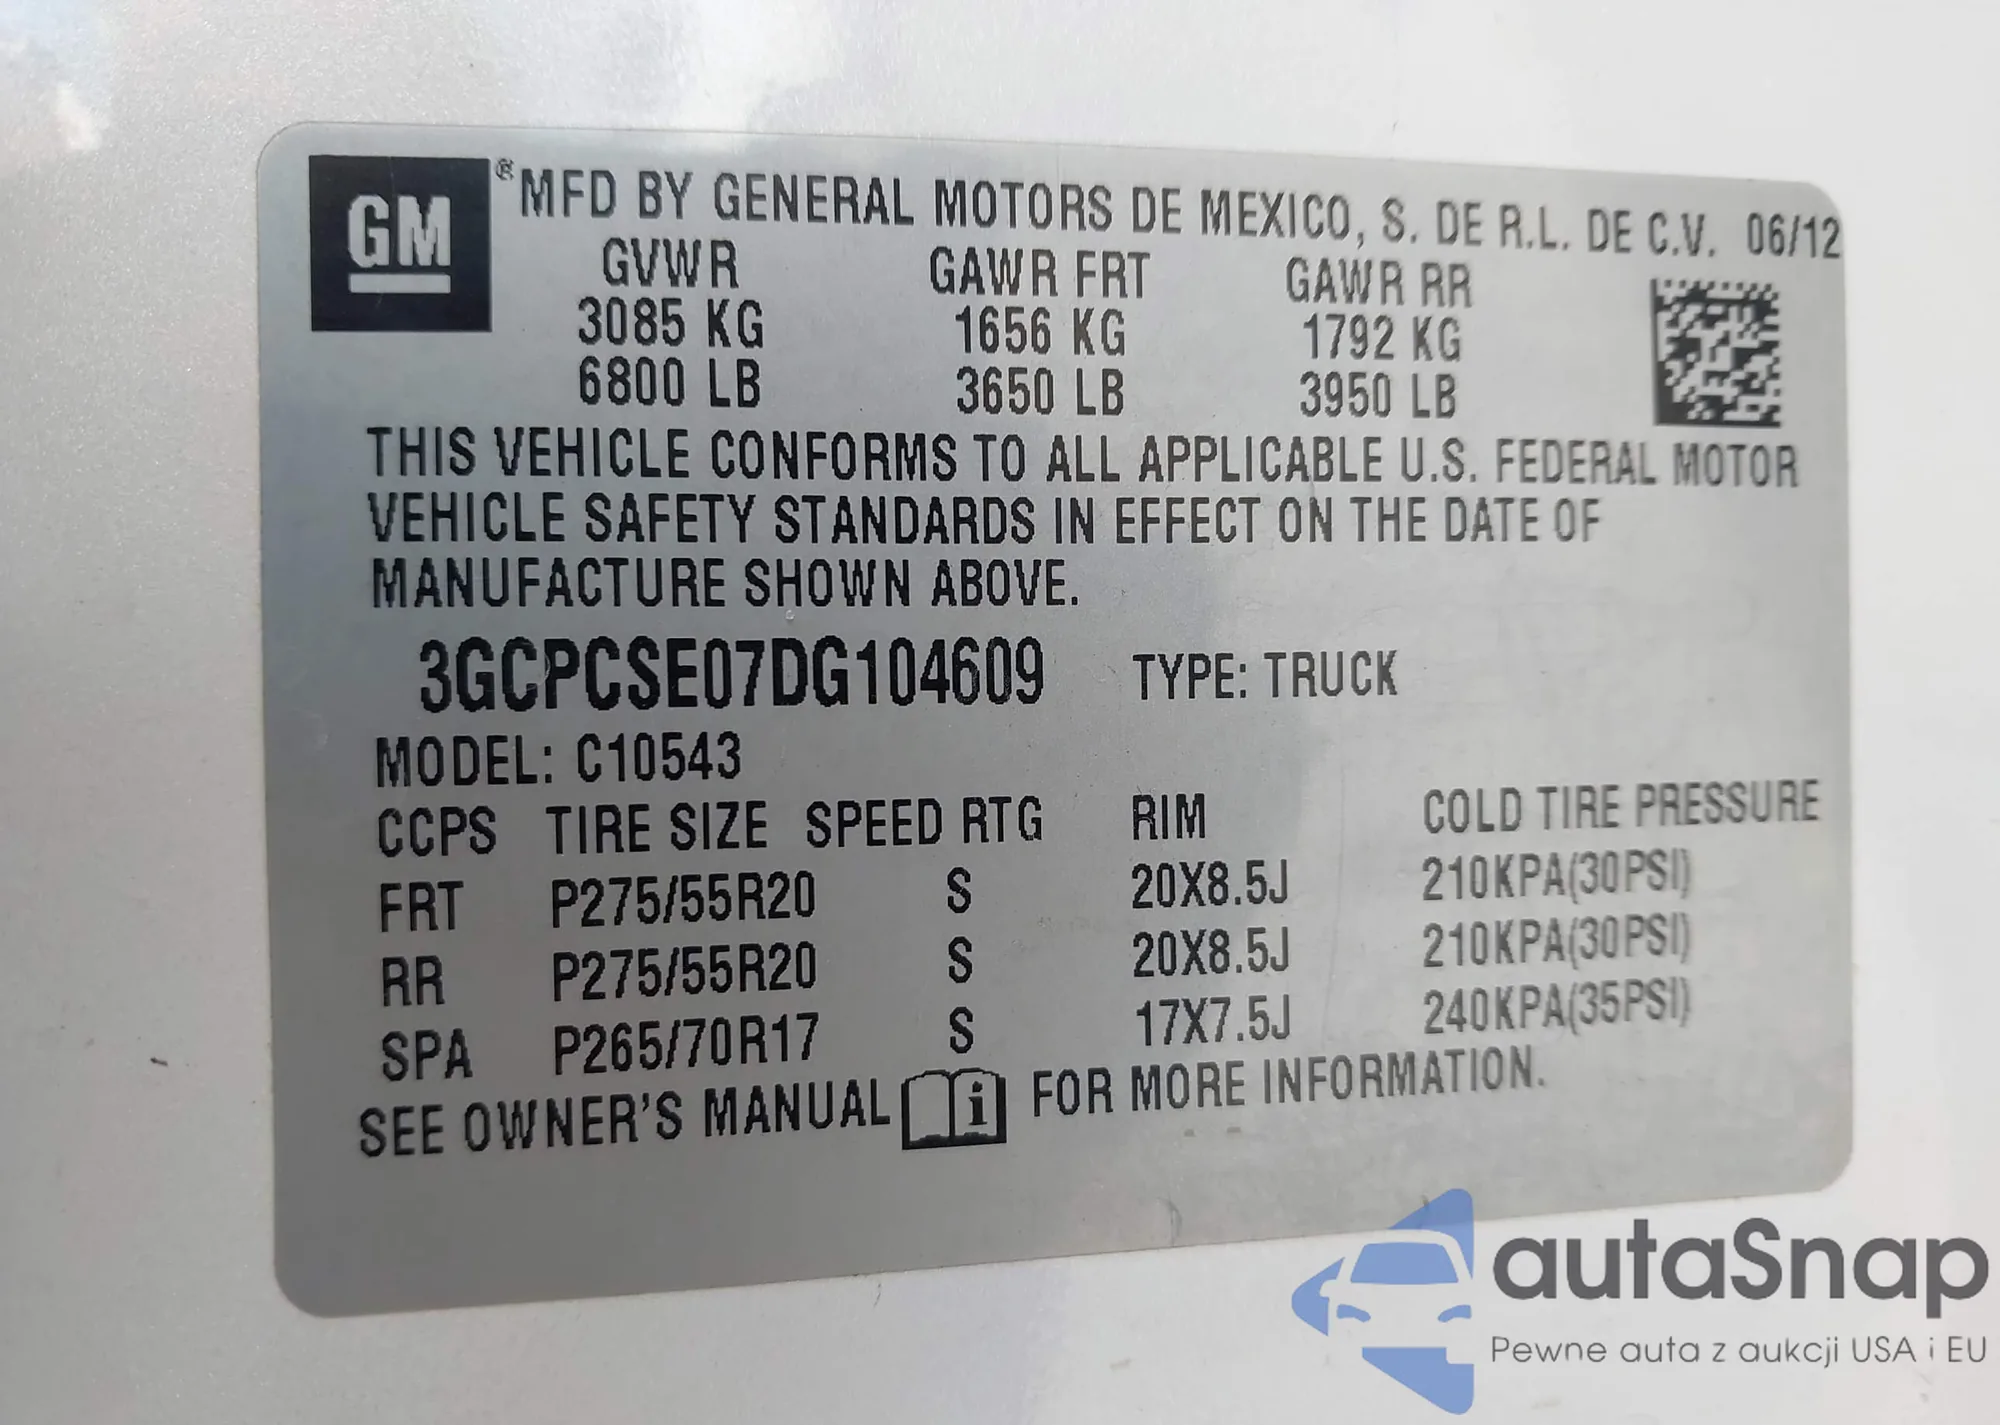 GM ® MFD BY GENERAL MOTORS DE MEXICO, S. DE R.L. DE C.V. 06/12
GVWR GAWR FRT GAWR RR
3085 KG 1656 KG 1792 KG
6800 LB 3650 LB 3950 LB
THIS VEHICLE CONFORMS TO ALL APPLICABLE U.S. FEDERAL MOTOR
VEHICLE SAFETY STANDARDS IN EFFECT ON THE DATE OF
MANUFACTURE SHOWN ABOVE.
3GCPCSE07DG104609 TYPE: TRUCK
MODEL: C10543
CCPS TIRE SIZE SPEED RTG RIM COLD TIRE PRESSURE
FRT P275/55R20 S 20X8.5J 210KPA(30PSI)
RR P275/55R20 S 20X8.5J 210KPA(30PSI)
SPA P265/70R17 S 17X7.5J 240KPA(35PSI)
SEE OWNER'S MANUAL i FOR MORE INFORMATION.
autaSnap
Pewne auta z aukcji USA i EU